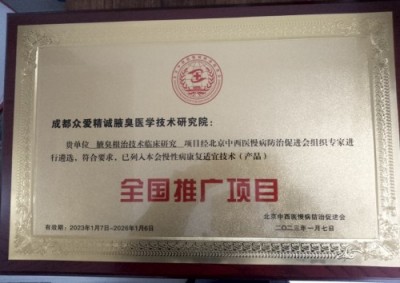 成都众爱精诚腋臭医学技术研究院：
贵单位 腋臭根治技术临床研究 项目经北京中西医慢病防治促进会组织专家进
行遴选，符合要求，已列入本会慢性病康复适宜技术（产品）
全国推广项目
北京中西医慢病防治促进会
有效期：2023年1月7日-2026年1月6日
二〇二三年一月七日